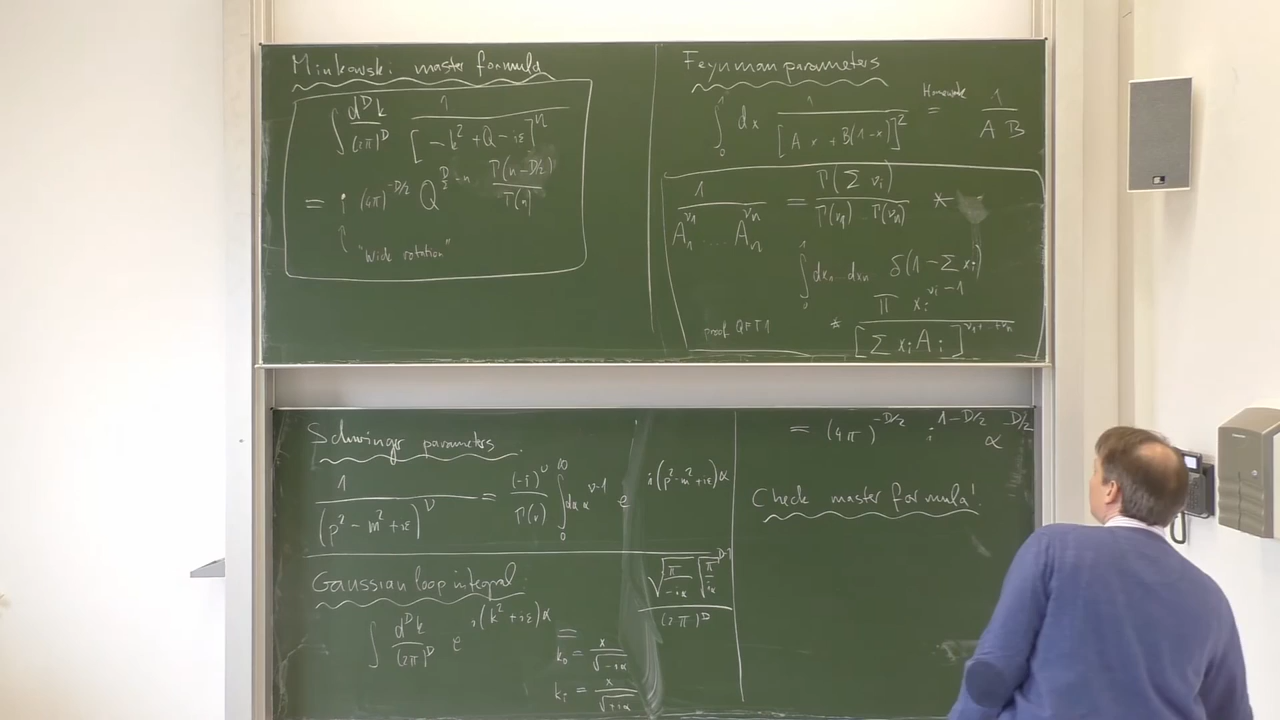 Minkowski master formula
∫ d^D k / (2π)^D 1 / [-k² + Q - iε]^n
= i (4π)^{-D/2} Q^{D/2 - n} Γ(n-D/2) / Γ(n)
"Wick rotation"
Feynman parameters
∫_0^1 dx 1 / [A x + B(1-x)]² = 1 / A B
Homework
1 / A_1^{ν_1} .... A_n^{ν_n} = Γ(Σ ν_i) / Γ(ν_1) .. Γ(ν_n) *
∫_0^1 dx_1 ... dx_n δ(1 - Σ x_i)
* Π x_i^{ν_i - 1} / [Σ x_i A_i]^{ν_1 + ... + ν_n}
proof QFT1
Schwinger parameters
1 / (p² - m² + iε)^ν = (-i)^ν / Γ(ν) ∫_0^∞ dα α^{ν-1} e^{i(p² - m² + iε)α}
Gaussian loop integral:
∫ d^D k / (2π)^D e^{i(k² + iε)α} = √(π / -iα) √(π / iα)^{D-1} / (2π)^D
k_0 = x / √(-iα)
k_i = x / √(+iα)
= (4π)^{-D/2} i^{1-D/2} α^{-D/2}
Check master formula!